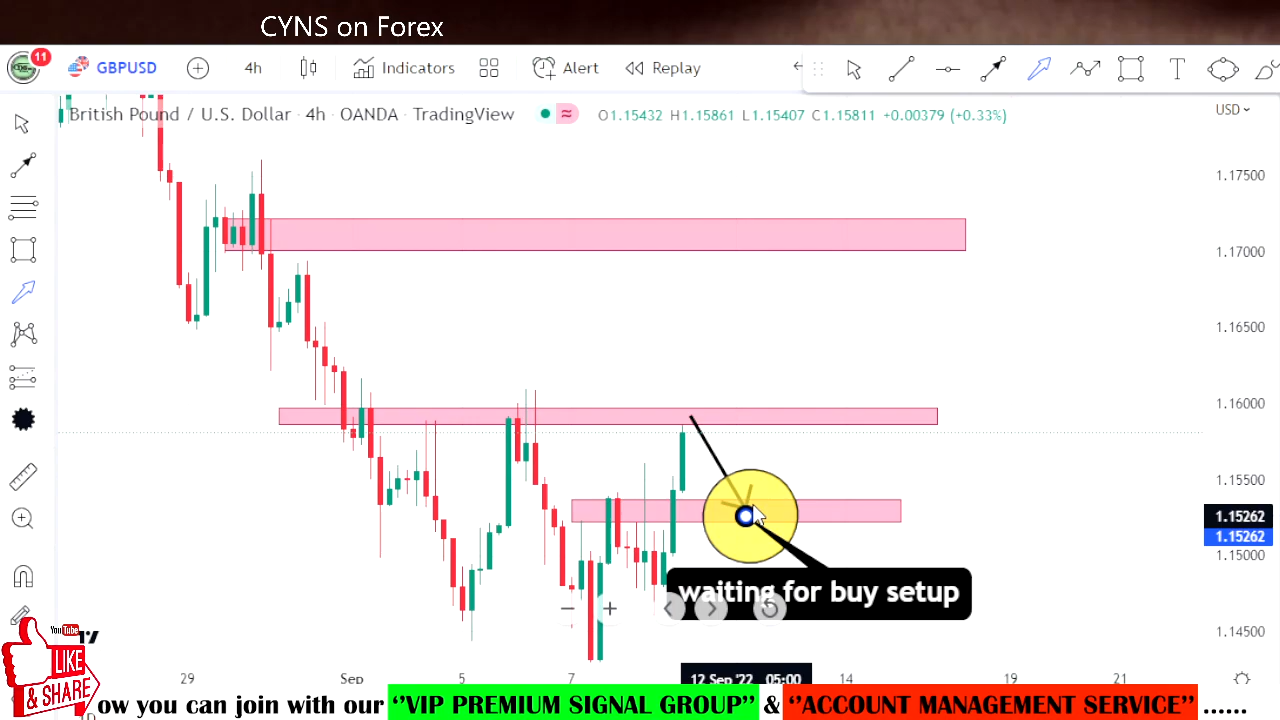 CYNS on Forex
11
GBPUSD
4h
Indicators
Alert
Replay
British Pound / U.S. Dollar · 4h · OANDA · TradingView
O1.15432 H1.15861 L1.15407 C1.15811 +0.00379 (+0.33%)
USD
1.17500
1.17000
1.16500
1.16000
1.15500
1.15262
1.15262
1.15000
1.14500
waiting for buy setup
29
Sep
5
7
12 Sep '22 05:00
14
19
21
YouTube
LIKE
& SHARE
ow you can join with our "VIP PREMIUM SIGNAL GROUP" & "ACCOUNT MANAGEMENT SERVICE" ......